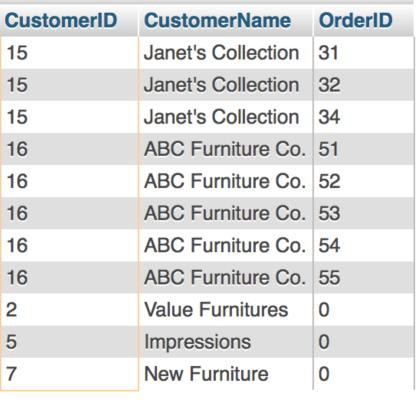 CustomerID CustomerName OrderID
15 Janet's Collection 31
15 Janet's Collection 32
15 Janet's Collection 34
16 ABC Furniture Co. 51
16 ABC Furniture Co. 52
16 ABC Furniture Co. 53
16 ABC Furniture Co. 54
16 ABC Furniture Co. 55
2 Value Furnitures 0
5 Impressions 0
7 New Furniture 0